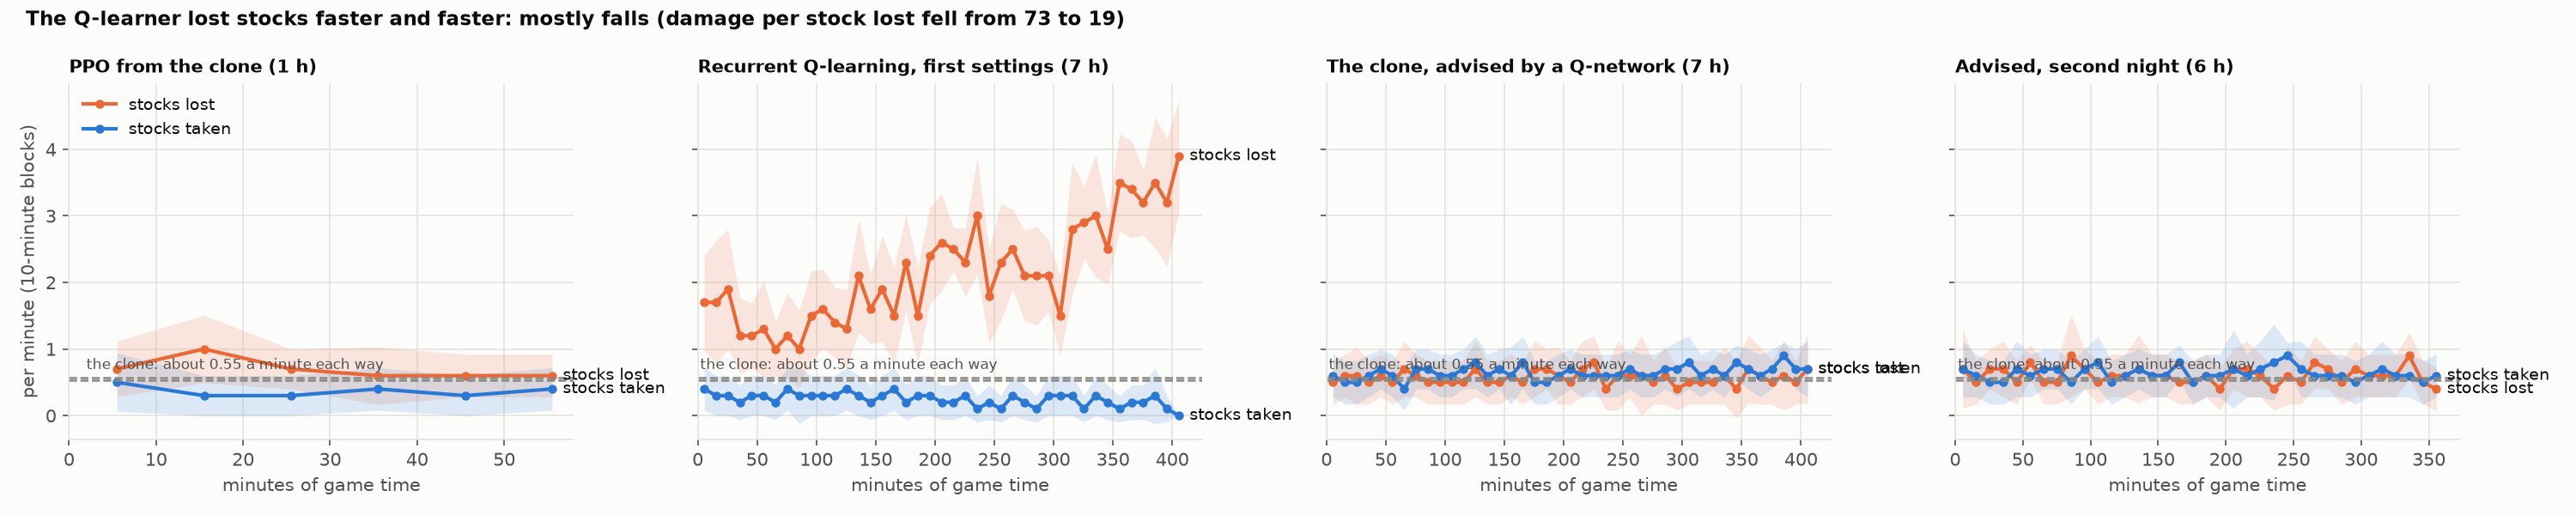 The Q-learner lost stocks faster and faster: mostly falls (damage per stock lost fell from 73 to 19)
PPO from the clone (1 h)
stocks lost
stocks taken
per minute (10-minute blocks)
4
3
2
1
0
the clone: about 0.55 a minute each way
stocks lost
stocks taken
0 10 20 30 40 50
minutes of game time
Recurrent Q-learning, first settings (7 h)
stocks lost
the clone: about 0.55 a minute each way
stocks taken
0 50 100 150 200 250 300 350 400
minutes of game time
The clone, advised by a Q-network (7 h)
the clone: about 0.55 a minute each way
stocks lost
stocks taken
0 50 100 150 200 250 300 350 400
minutes of game time
Advised, second night (6 h)
the clone: about 0.55 a minute each way
stocks taken
stocks lost
0 50 100 150 200 250 300 350
minutes of game time